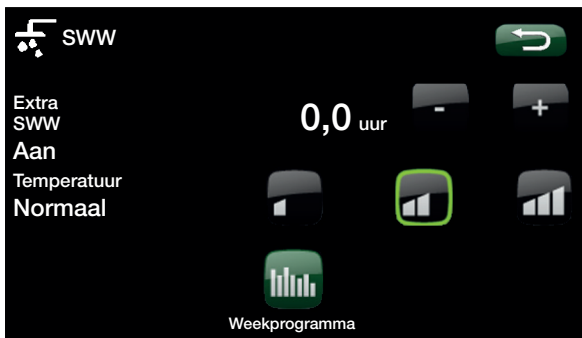 SWW
Extra
SWW
0,0 uur
- +
Aan
Temperatuur
Normaal
Weekprogramma